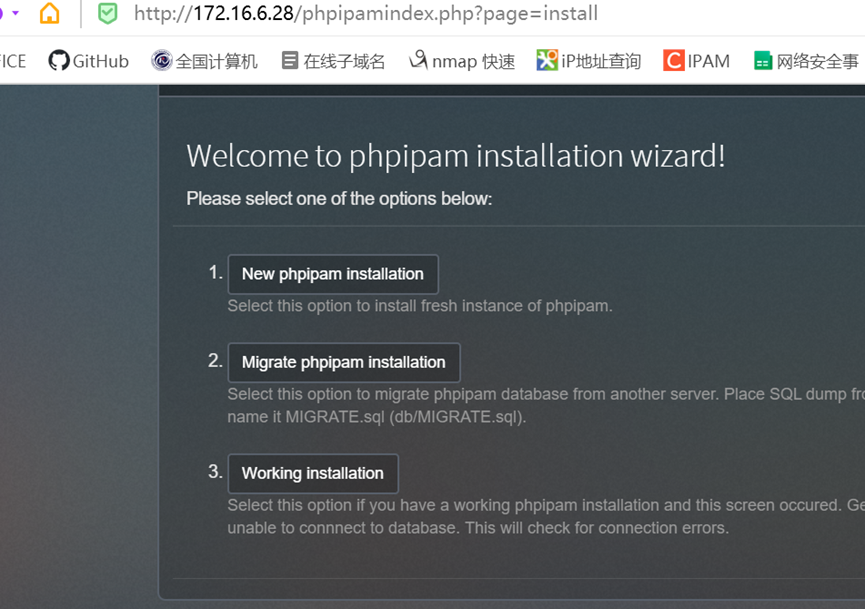 http://172.16.6.28/phpipamindex.php?page=install
ICE GitHub 全国计算机 在线子域名 nmap 快速 iP地址查询 IPAM 网络安全事
Welcome to phpipam installation wizard!
Please select one of the options below:
1. New phpipam installation
Select this option to install fresh instance of phpipam.
2. Migrate phpipam installation
Select this option to migrate phpipam database from another server. Place SQL dump fr
name it MIGRATE.sql (db/MIGRATE.sql).
3. Working installation
Select this option if you have a working phpipam installation and this screen occured. Ge
unable to connnect to database. This will check for connection errors.